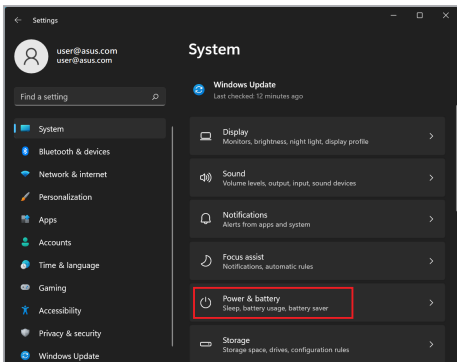 Settings
user@asus.com
user@asus.com
Find a setting
System
Bluetooth & devices
Network & internet
Personalization
Apps
Accounts
Time & language
Gaming
Accessibility
Privacy & security
Windows Update
System
Windows Update
Last checked: 12 minutes ago
Display
Monitors, brightness, night light, display profile
Sound
Volume levels, output, input, sound devices
Notifications
Alerts from apps and system
Focus assist
Notifications, automatic rules
Power & battery
Sleep, battery usage, battery saver
Storage
Storage space, drives, configuration rules